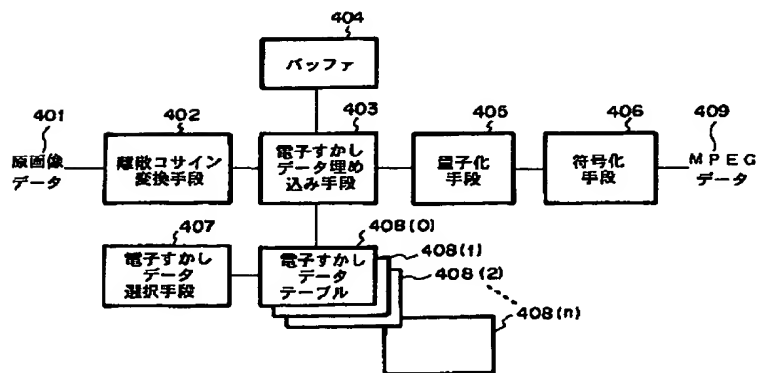 404
バッファ
401
402
403
405
406
409
原画像
データ
離散コサイン
変換手段
電子すかし
データ埋め
込み手段
量子化
手段
符号化
手段
MPEG
データ
407
408(0)
電子すかし
データ
選択手段
電子すかし
データ
テーブル
408(1)
408(2)
408(n)